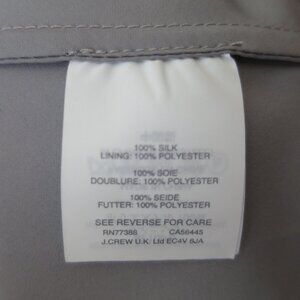 100% SILK
LINING: 100% POLYESTER
100% SOIE
DOUBLURE: 100% POLYESTER
100% SEIDE
FUTTER: 100% POLYESTER
SEE REVERSE FOR CARE
RN77388 CA56445
J.CREW U.K. Ltd EC4V 6JA